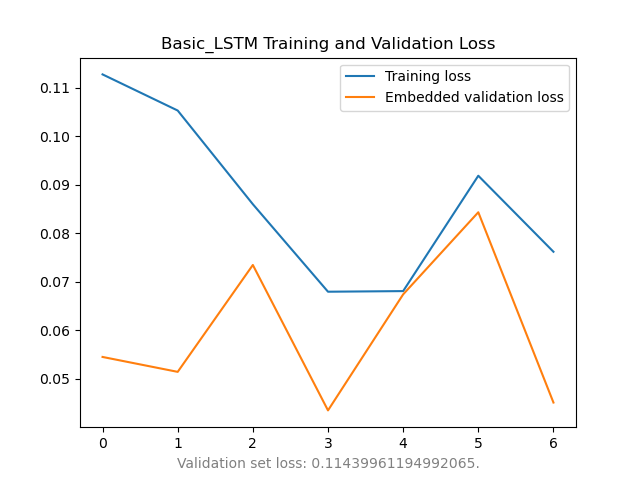 Basic_LSTM Training and Validation Loss
Training loss
Embedded validation loss
0.11
0.10
0.09
0.08
0.07
0.06
0.05
0 1 2 3 4 5 6
Validation set loss: 0.11439961194992065.